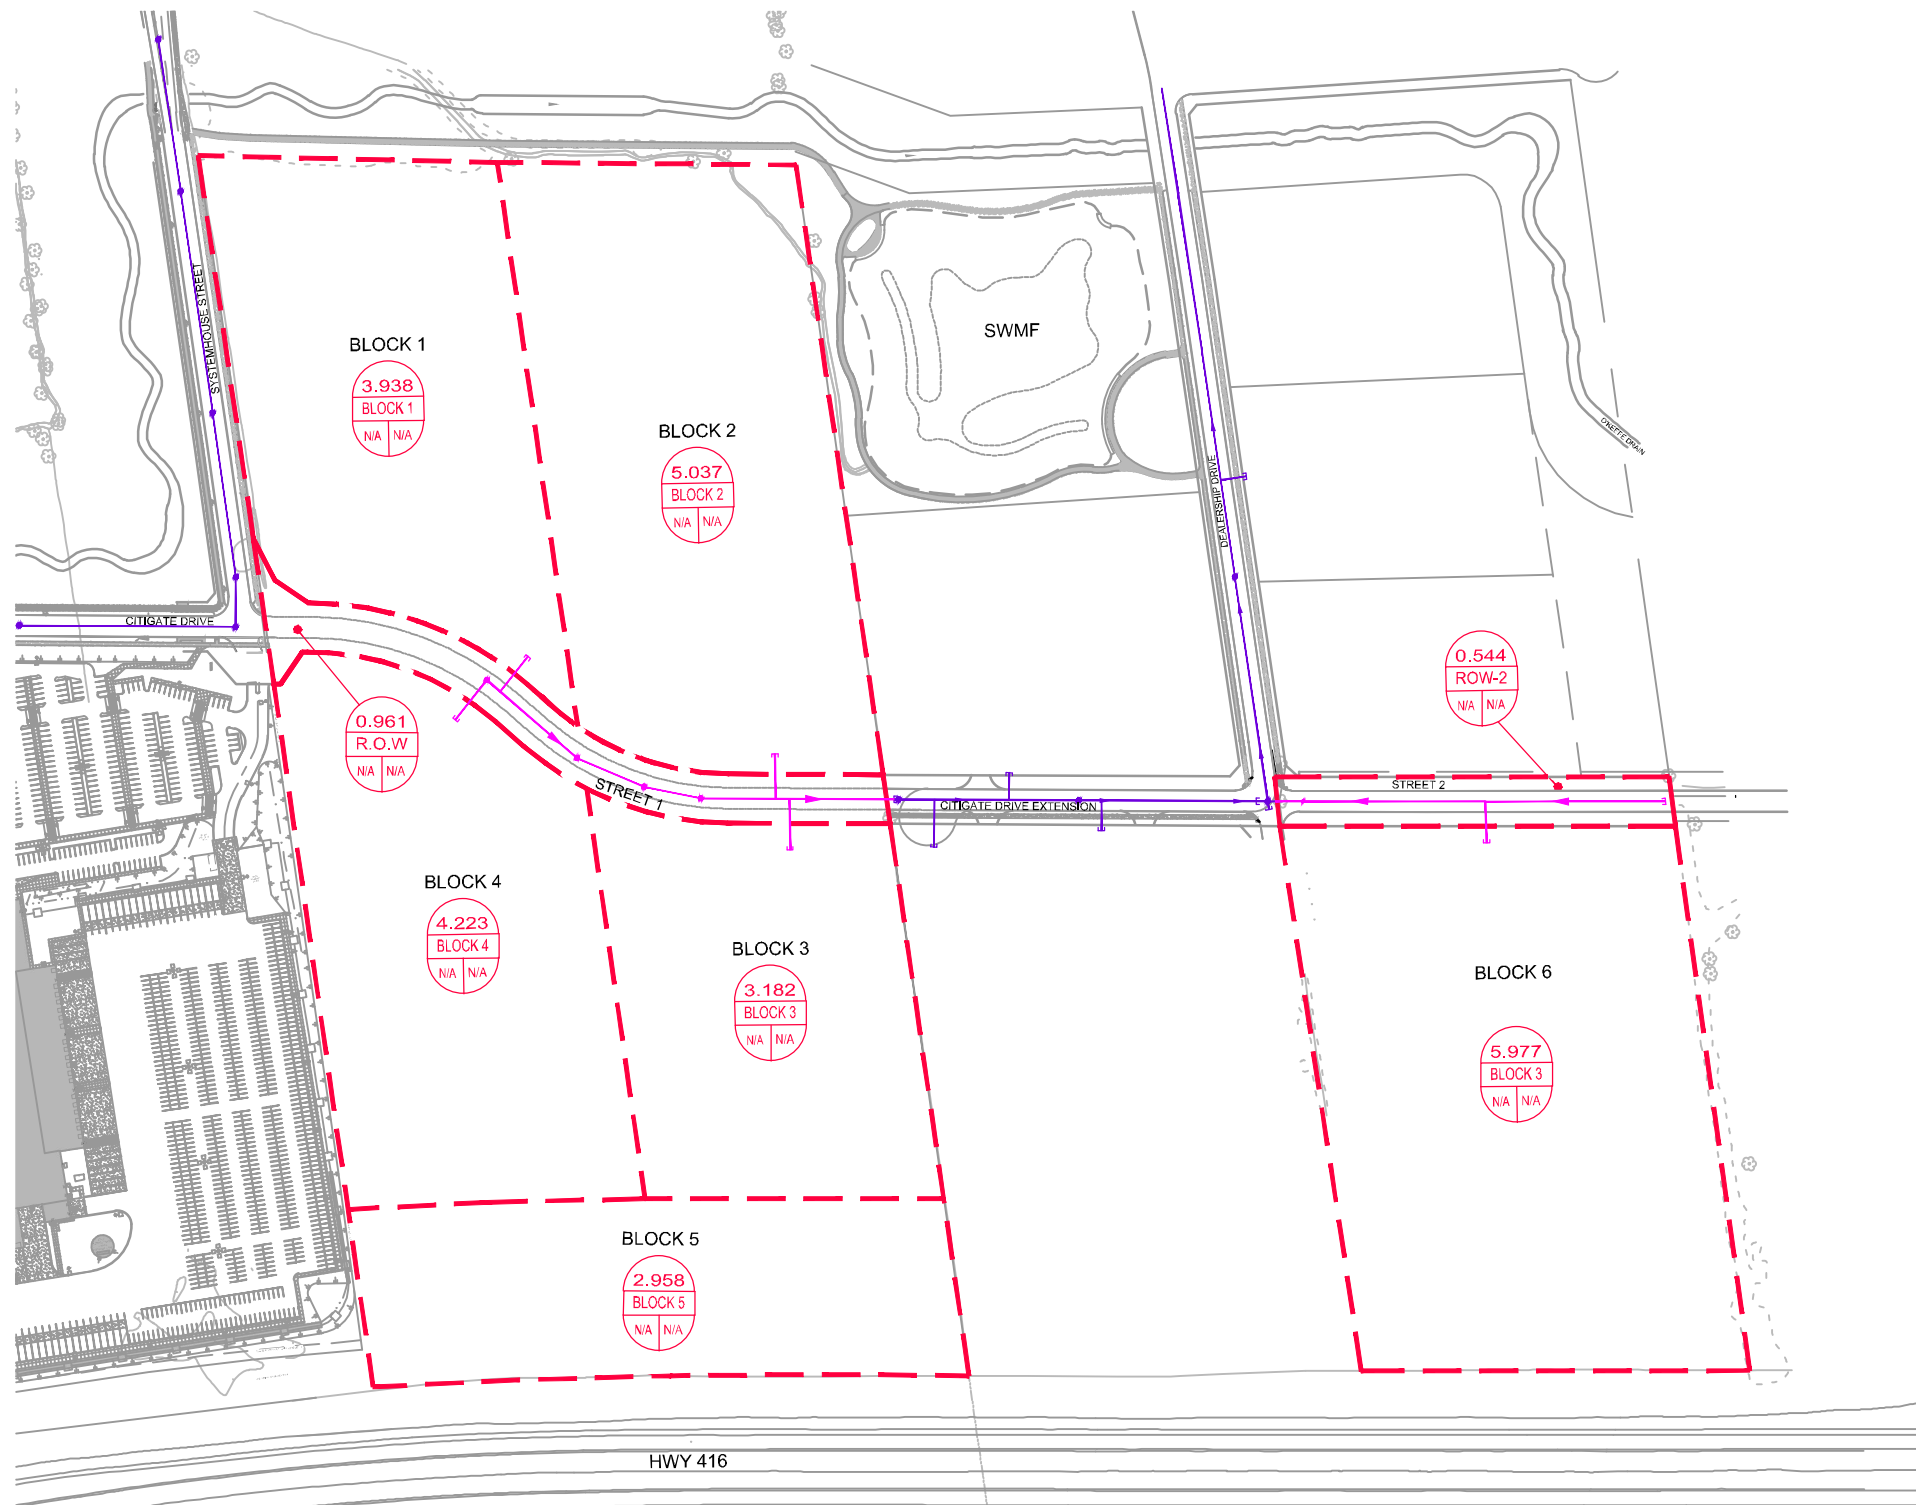 SYSTEMHOUSE STREET
BLOCK 1
3.938
BLOCK 1
N/A N/A
BLOCK 2
5.037
BLOCK 2
N/A N/A
SWMF
DEALERSHIP DRIVE
O'KEEFE DRAIN
CITIGATE DRIVE
0.961
R.O.W
N/A N/A
STREET 1
CITIGATE DRIVE EXTENSION
0.544
ROW-2
N/A N/A
STREET 2
BLOCK 4
4.223
BLOCK 4
N/A N/A
BLOCK 3
3.182
BLOCK 3
N/A N/A
BLOCK 6
5.977
BLOCK 3
N/A N/A
BLOCK 5
2.958
BLOCK 5
N/A N/A
HWY 416